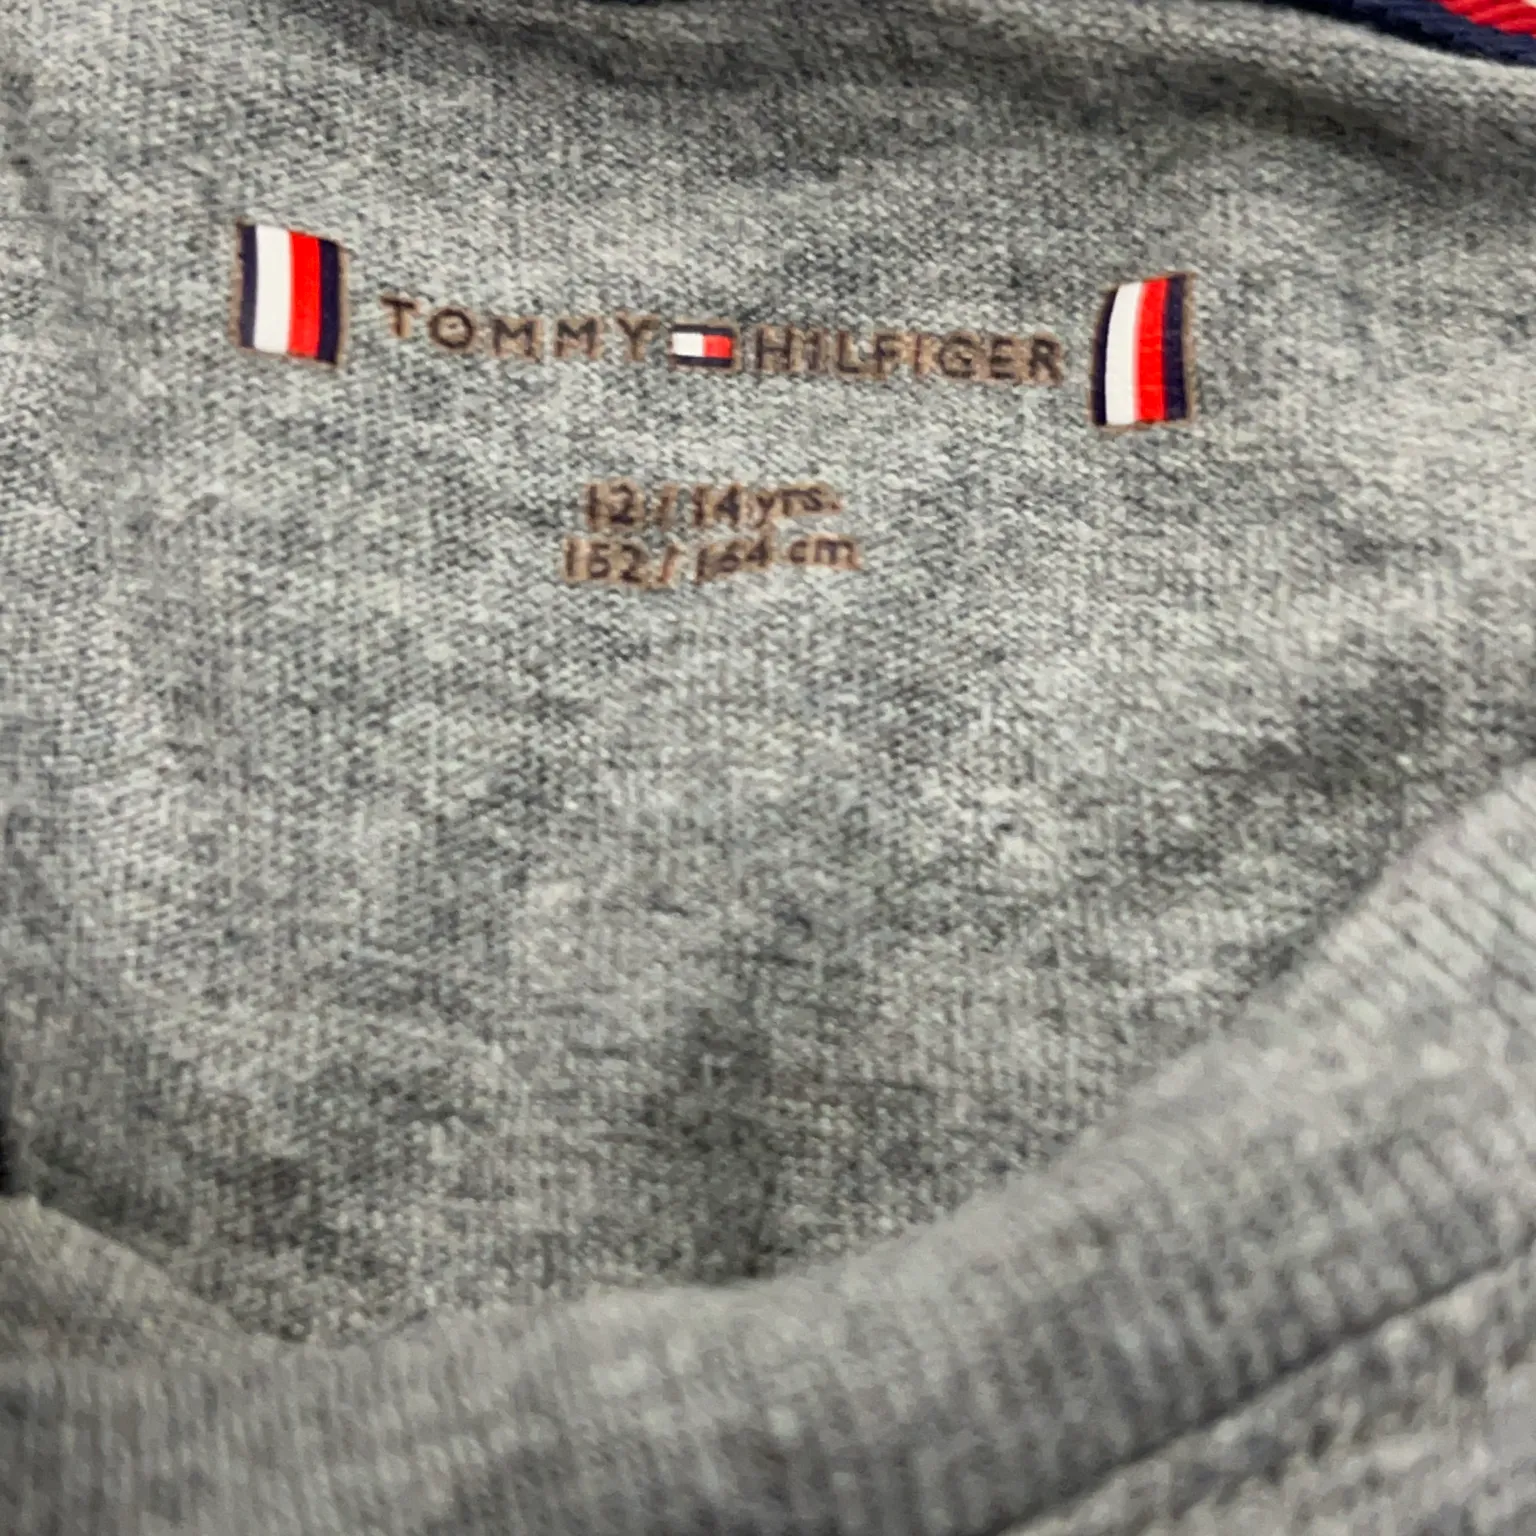 TOMMY HILFIGER
12 / 14 yrs.
152 / 164 cm